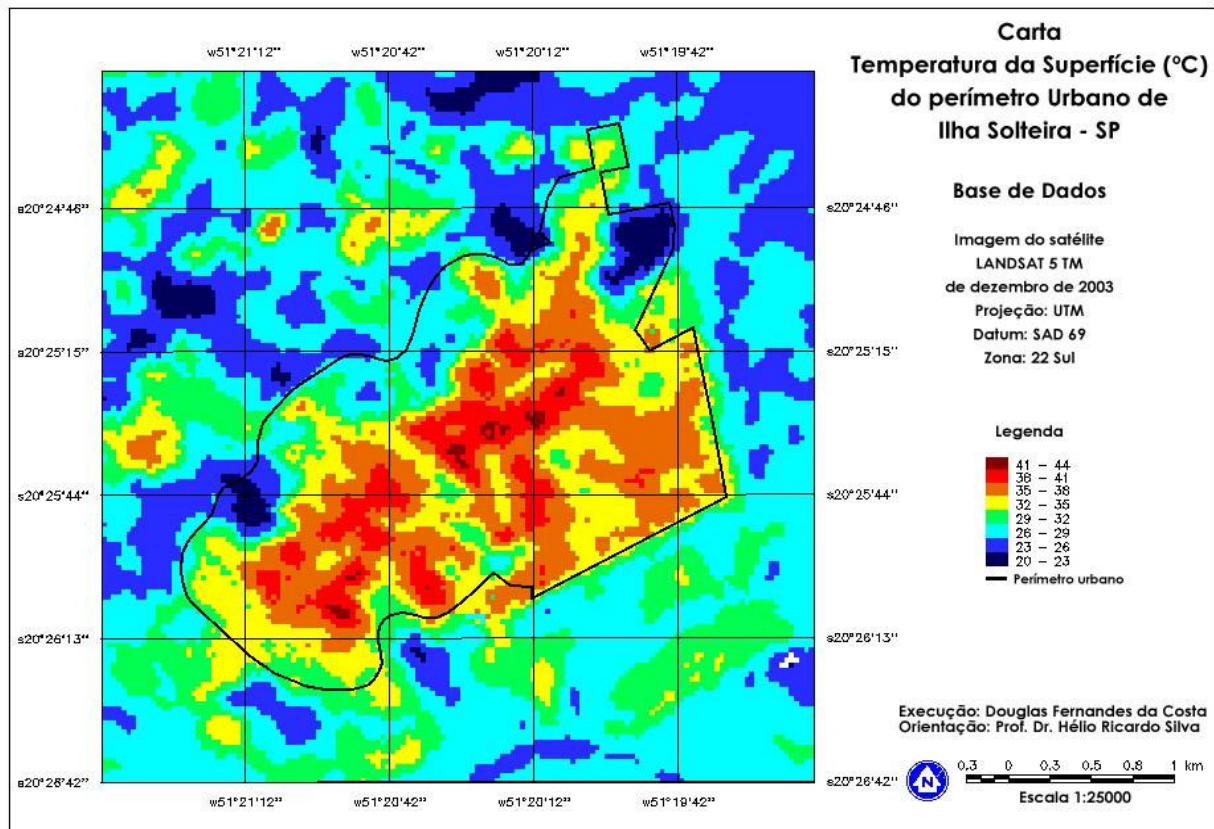 Carta
Temperatura da Superfície (ºC)
do perímetro Urbano de
Ilha Solteira - SP
Base de Dados
Imagem do satélite
LANDSAT 5 TM
de dezembro de 2003
Projeção: UTM
Datum: SAD 69
Zona: 22 Sul
Legenda
41 – 44
38 – 41
35 – 38
32 – 35
29 – 32
26 – 29
23 – 26
20 – 23
Perímetro urbano
Execução: Douglas Fernandes da Costa
Orientação: Prof. Dr. Hélio Ricardo Silva
N
0.3 0 0.3 0.5 0.8 1 km
Escala 1:25000
w51°21'12'' w51°20'42'' w51°20'12'' w51°19'42''
s20°24'46'' s20°24'46''
s20°25'15'' s20°25'15''
s20°25'44'' s20°25'44''
s20°26'13'' s20°26'13''
s20°26'42'' s20°26'42''
w51°21'12'' w51°20'42'' w51°20'12'' w51°19'42''